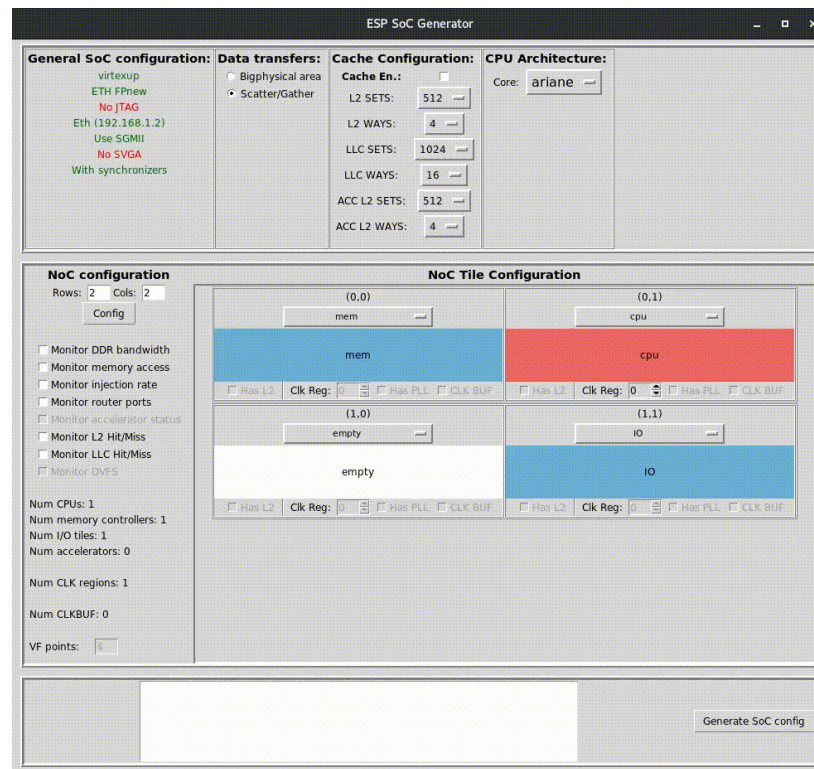 ESP SoC Generator
General SoC configuration:
virtexup
ETH FPnew
No JTAG
Eth (192.168.1.2)
Use SGMII
No SVGA
With synchronizers
Data transfers:
Bigphysical area
Scatter/Gather
Cache Configuration:
Cache En.:
L2 SETS: 512
L2 WAYS: 4
LLC SETS: 1024
LLC WAYS: 16
ACC L2 SETS: 512
ACC L2 WAYS: 4
CPU Architecture:
Core: ariane
NoC configuration
Rows: 2 Cols: 2
Config
Monitor DDR bandwidth
Monitor memory access
Monitor injection rate
Monitor router ports
Monitor accelerator status
Monitor L2 Hit/Miss
Monitor LLC Hit/Miss
Monitor DVFS
Num CPUs: 1
Num memory controllers: 1
Num I/O tiles: 1
Num accelerators: 0
Num CLK regions: 1
Num CLKBUF: 0
VF points: 4
NoC Tile Configuration
(0,0)
mem
mem
Has L2 Clk Reg: 0 Has PLL CLK BUF
(0,1)
cpu
cpu
Has L2 Clk Reg: 0 Has PLL CLK BUF
(1,0)
empty
empty
Has L2 Clk Reg: 0 Has PLL CLK BUF
(1,1)
IO
IO
Has L2 Clk Reg: 0 Has PLL CLK BUF
Generate SoC config